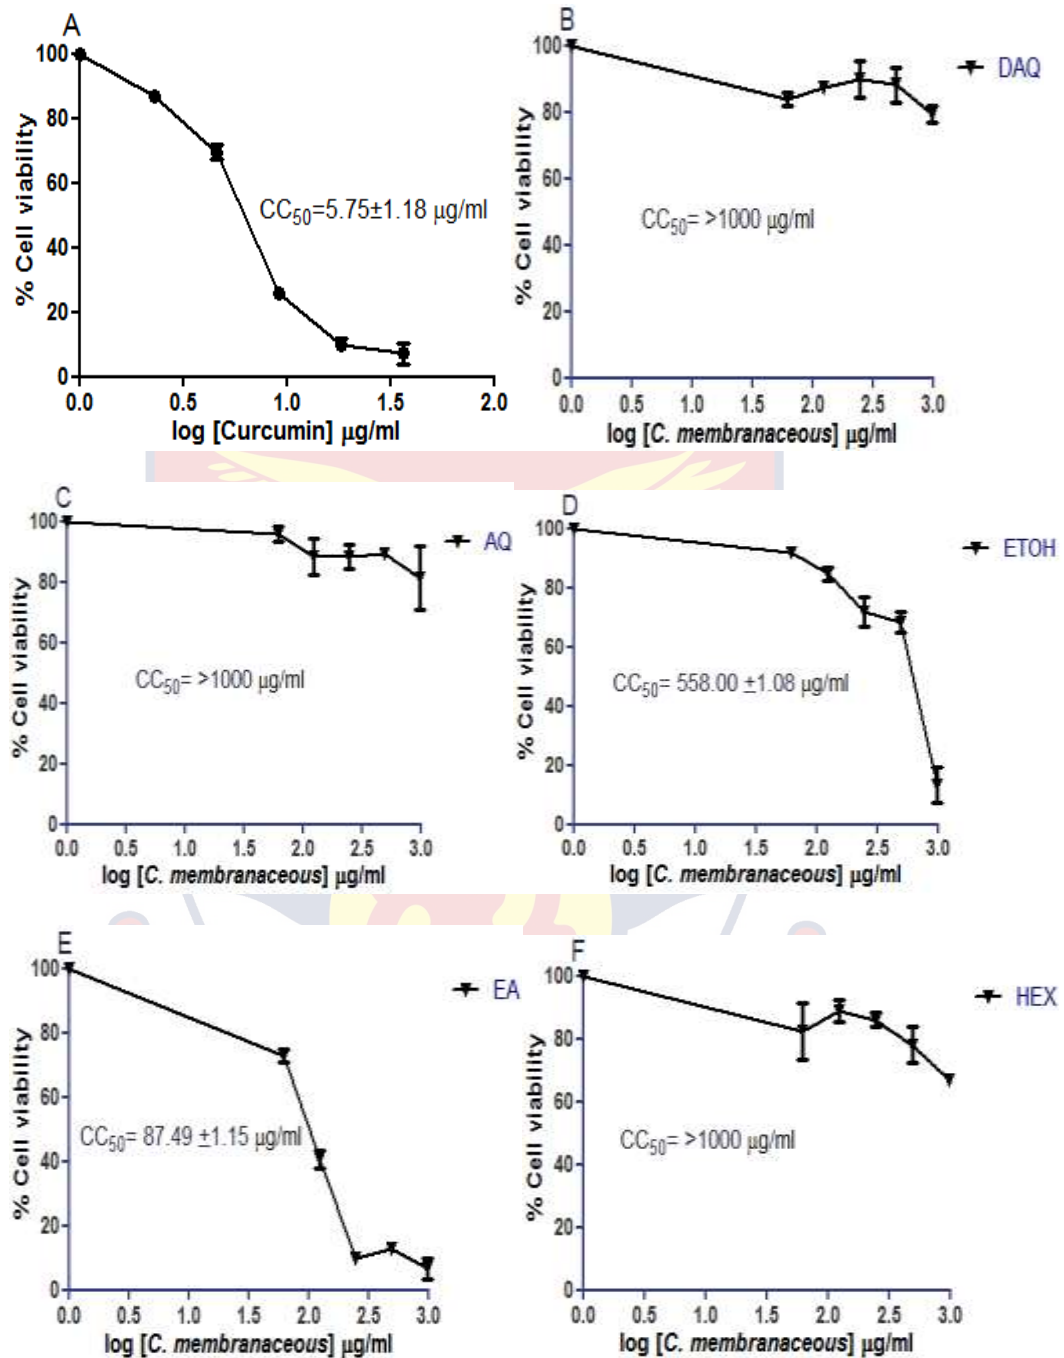 A
% Cell viability
100
80
60
40
20
0
CC50=5.75±1.18 µg/ml
0.0 0.5 1.0 1.5 2.0
log [Curcumin] µg/ml
B
% Cell viability
100
80
60
40
20
0
DAQ
CC50= >1000 µg/ml
0.0 0.5 1.0 1.5 2.0 2.5 3.0
log [C. membranaceous] µg/ml
C
% Cell viability
100
80
60
40
20
0
AQ
CC50= >1000 µg/ml
0.0 0.5 1.0 1.5 2.0 2.5 3.0
log [C. membranaceous] µg/ml
D
% Cell viability
100
80
60
40
20
0
ETOH
CC50= 558.00 ±1.08 µg/ml
0.0 0.5 1.0 1.5 2.0 2.5 3.0
log [C. membranaceous] µg/ml
E
% Cell viability
100
80
60
40
20
0
EA
CC50= 87.49 ±1.15 µg/ml
0.0 0.5 1.0 1.5 2.0 2.5 3.0
log [C. membranaceous] µg/ml
F
% Cell viability
100
80
60
40
20
0
HEX
CC50= >1000 µg/ml
0.0 0.5 1.0 1.5 2.0 2.5 3.0
log [C. membranaceous] µg/ml